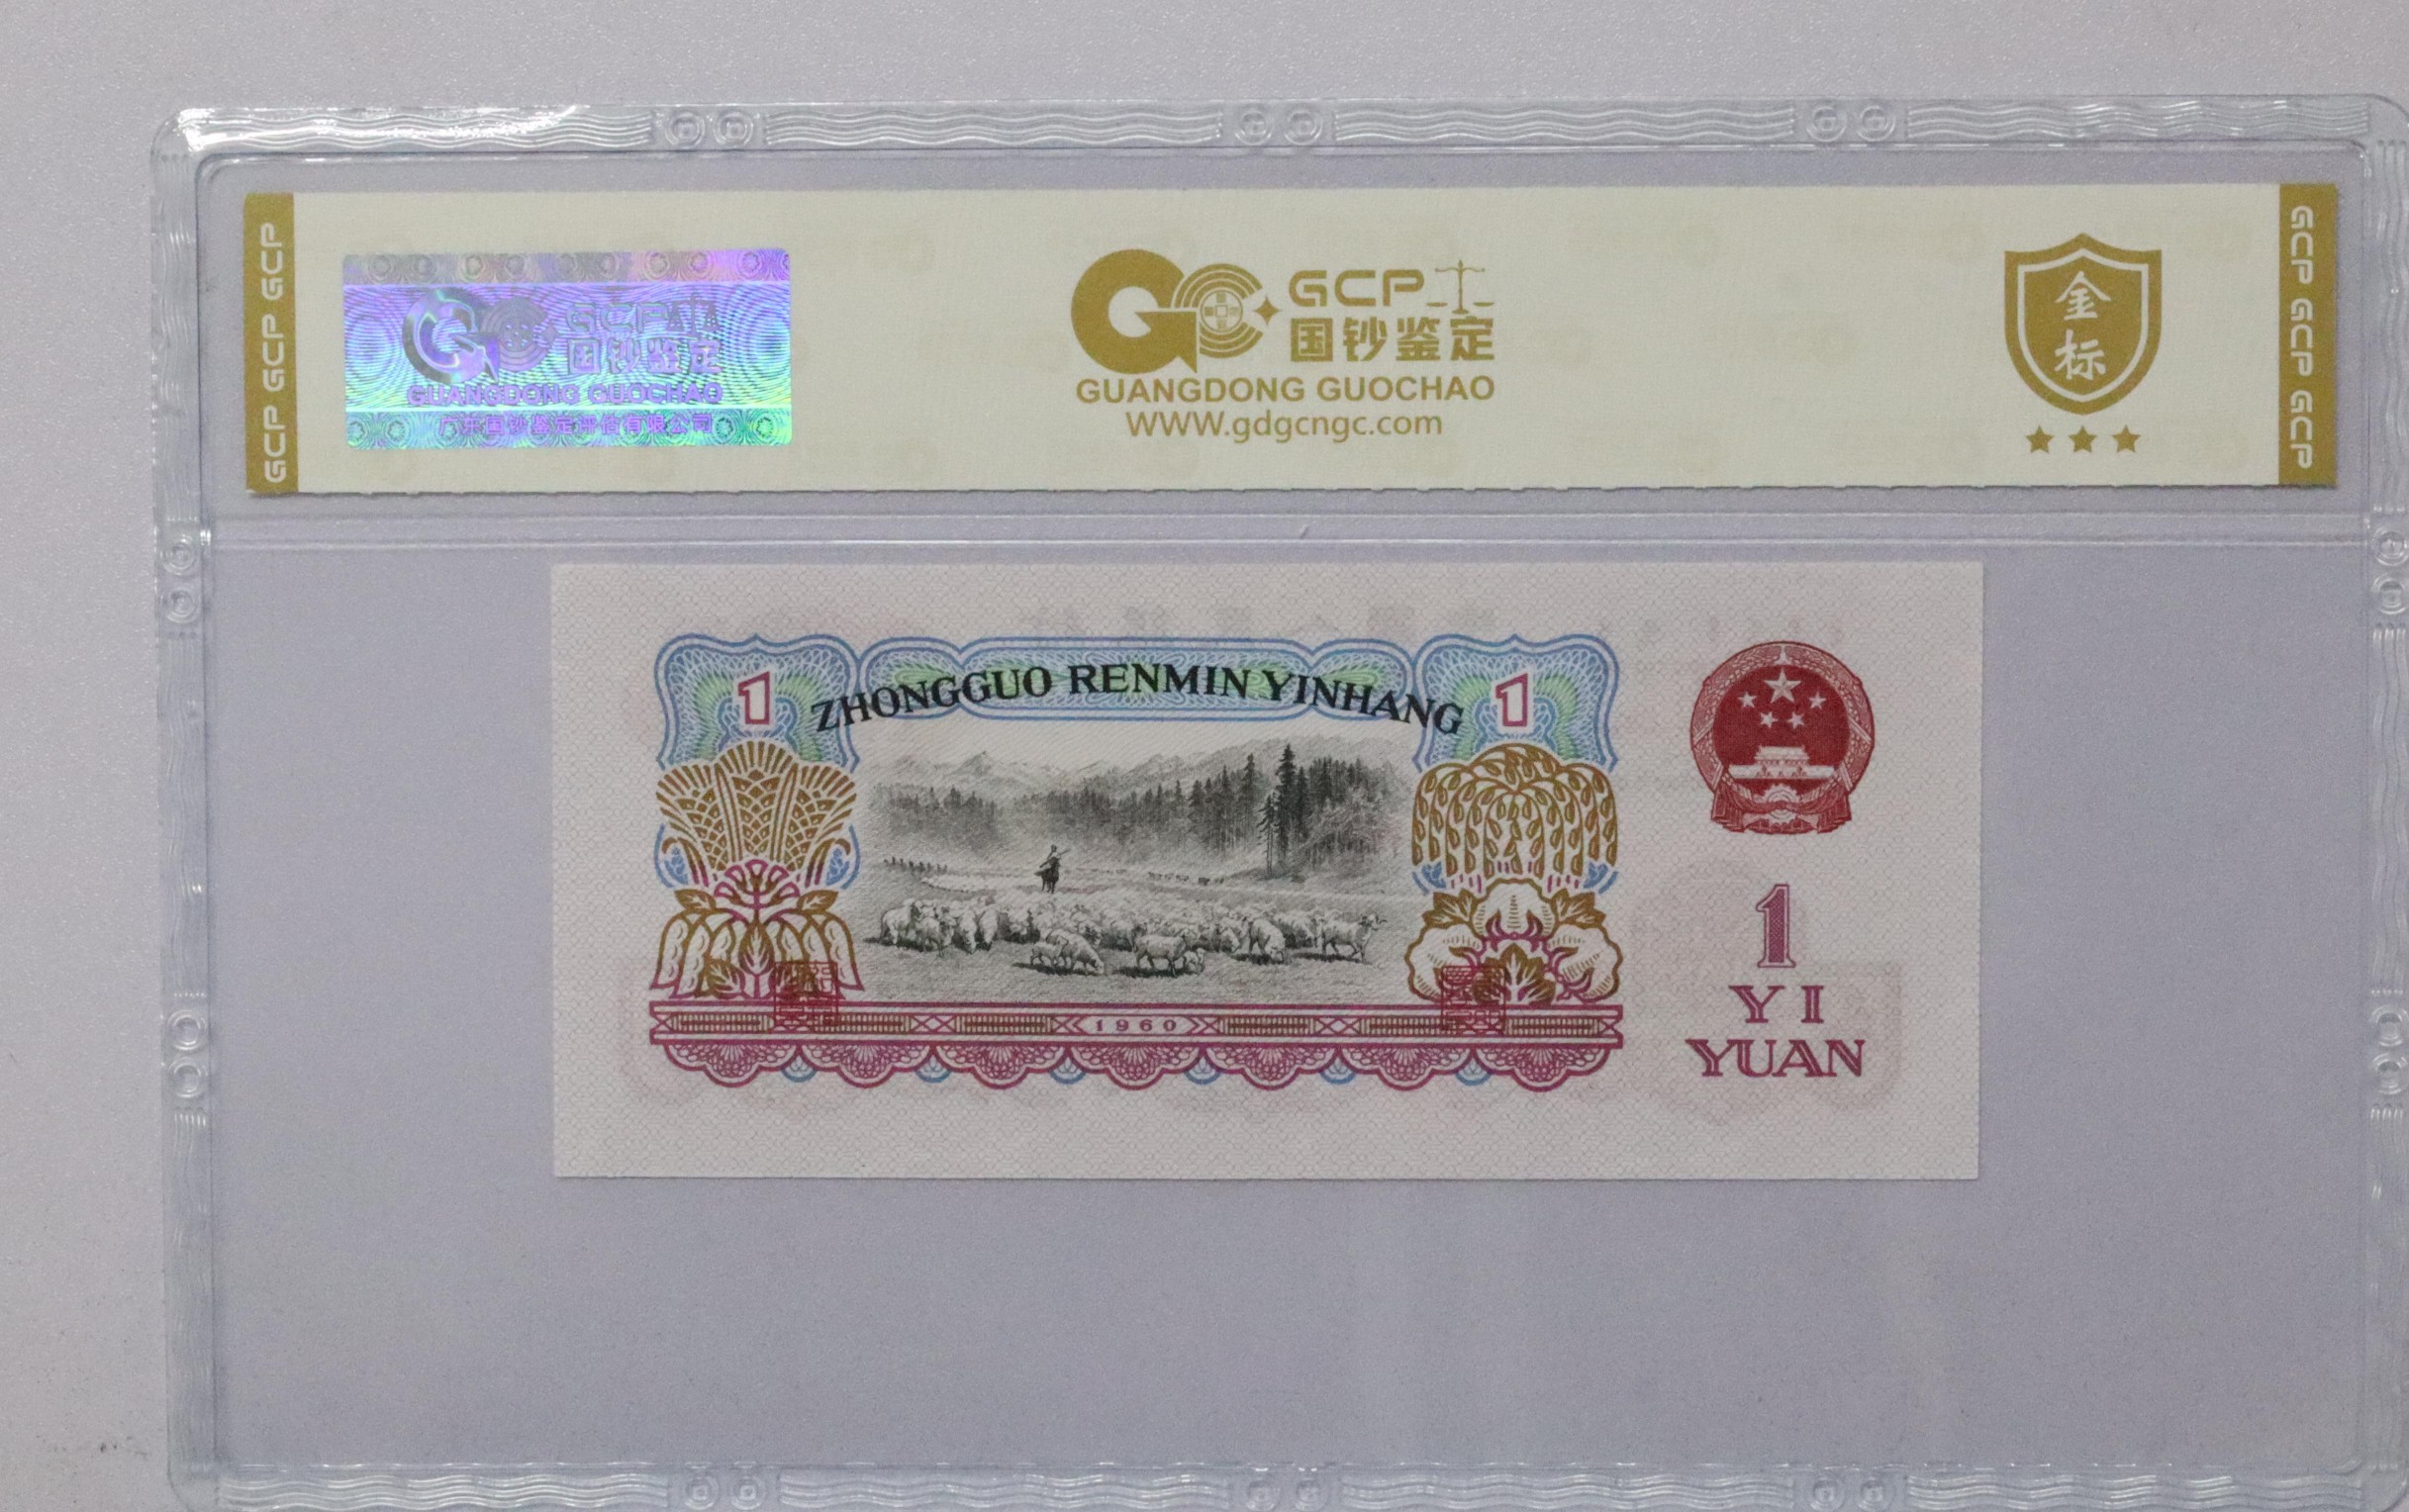 GCP GCP GCP
GCP
国钞鉴定
GUANGDONG GUOCHAO
广东国钞鉴定评估有限公司
GCP
国钞鉴定
GUANGDONG GUOCHAO
WWW.gdgcngc.com
金
标
GCP GCP GCP
1
ZHONGGUO RENMIN YINHANG
1
1960
1
YI
YUAN